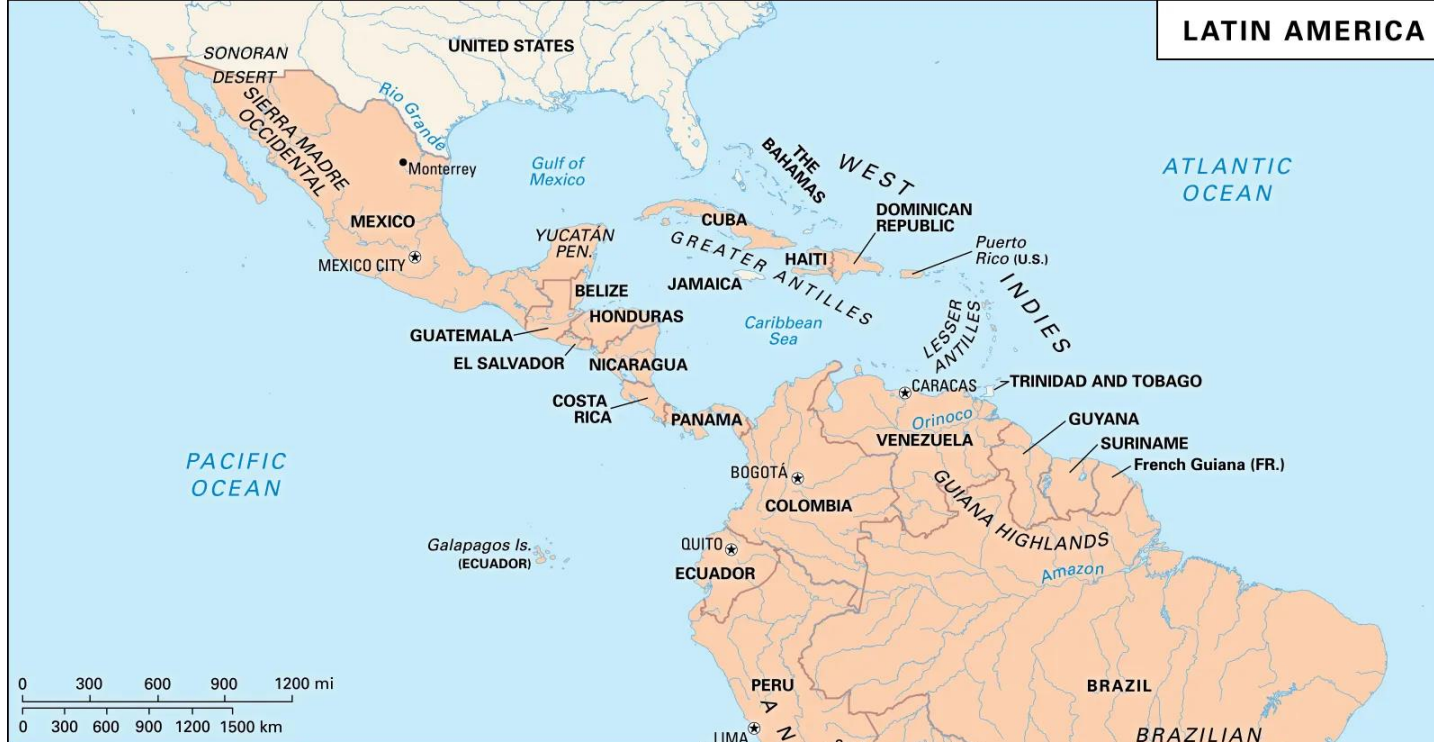 LATIN AMERICA
UNITED STATES
SONORAN
DESERT
SIERRA MADRE
OCCIDENTAL
Rio Grande
Monterrey
Gulf of
Mexico
THE
BAHAMAS
WEST
INDIES
ATLANTIC
OCEAN
MEXICO
MEXICO CITY
YUCATÁN
PEN.
CUBA
DOMINICAN
REPUBLIC
HAITI
Puerto
Rico (U.S.)
GREATER ANTILLES
JAMAICA
BELIZE
HONDURAS
Caribbean
Sea
LESSER
ANTILLES
GUATEMALA
EL SALVADOR
NICARAGUA
COSTA
RICA
PANAMA
CARACAS
TRINIDAD AND TOBAGO
Orinoco
VENEZUELA
GUYANA
SURINAME
French Guiana (FR.)
PACIFIC
OCEAN
BOGOTÁ
COLOMBIA
GUIANA HIGHLANDS
Galapagos Is.
(ECUADOR)
QUITO
ECUADOR
Amazon
PERU
BRAZIL
A N
LIMA
BRAZILIAN
0 300 600 900 1200 mi
0 300 600 900 1200 1500 km